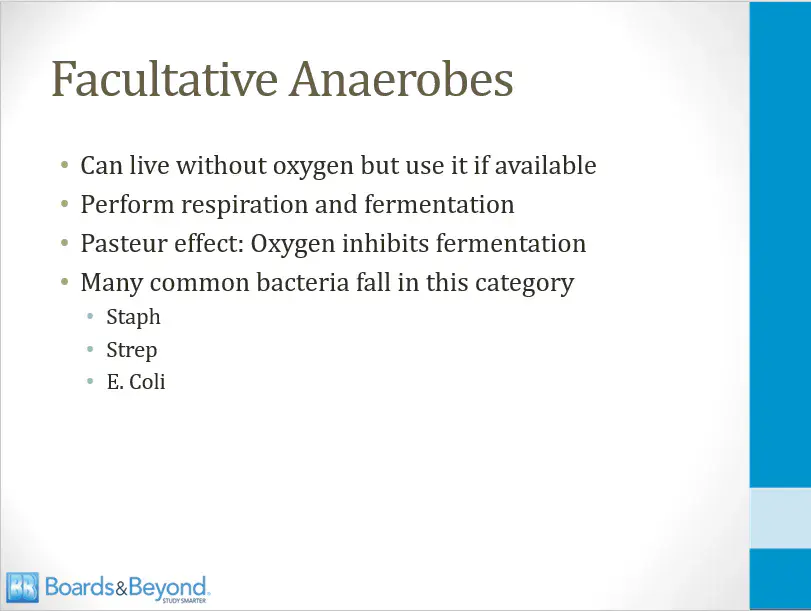 Facultative Anaerobes
• Can live without oxygen but use it if available
• Perform respiration and fermentation
• Pasteur effect: Oxygen inhibits fermentation
• Many common bacteria fall in this category
• Staph
• Strep
• E. Coli
BB Boards&Beyond.
STUDY SMARTER